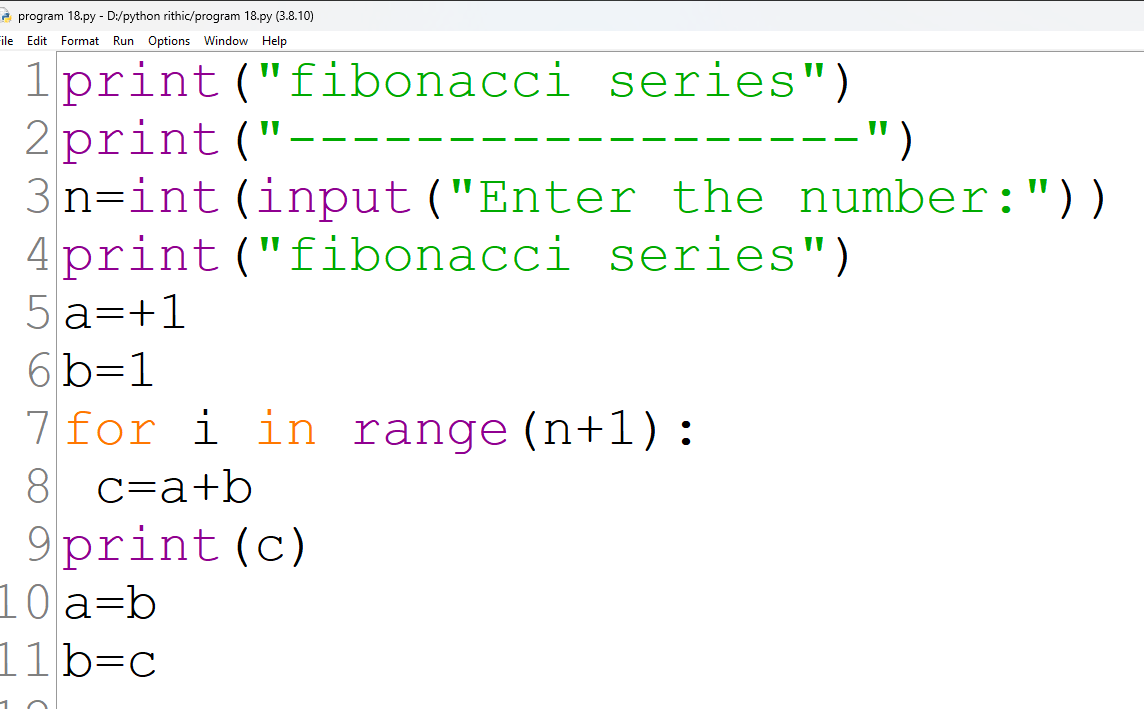 program 18.py - D:/python rithic/program 18.py (3.8.10)
ile Edit Format Run Options Window Help
1 print("fibonacci series")
2 print("------------------")
3 n=int(input("Enter the number:"))
4 print("fibonacci series")
5 a=+1
6 b=1
7 for i in range(n+1):
8  c=a+b
9 print(c)
10 a=b
11 b=c